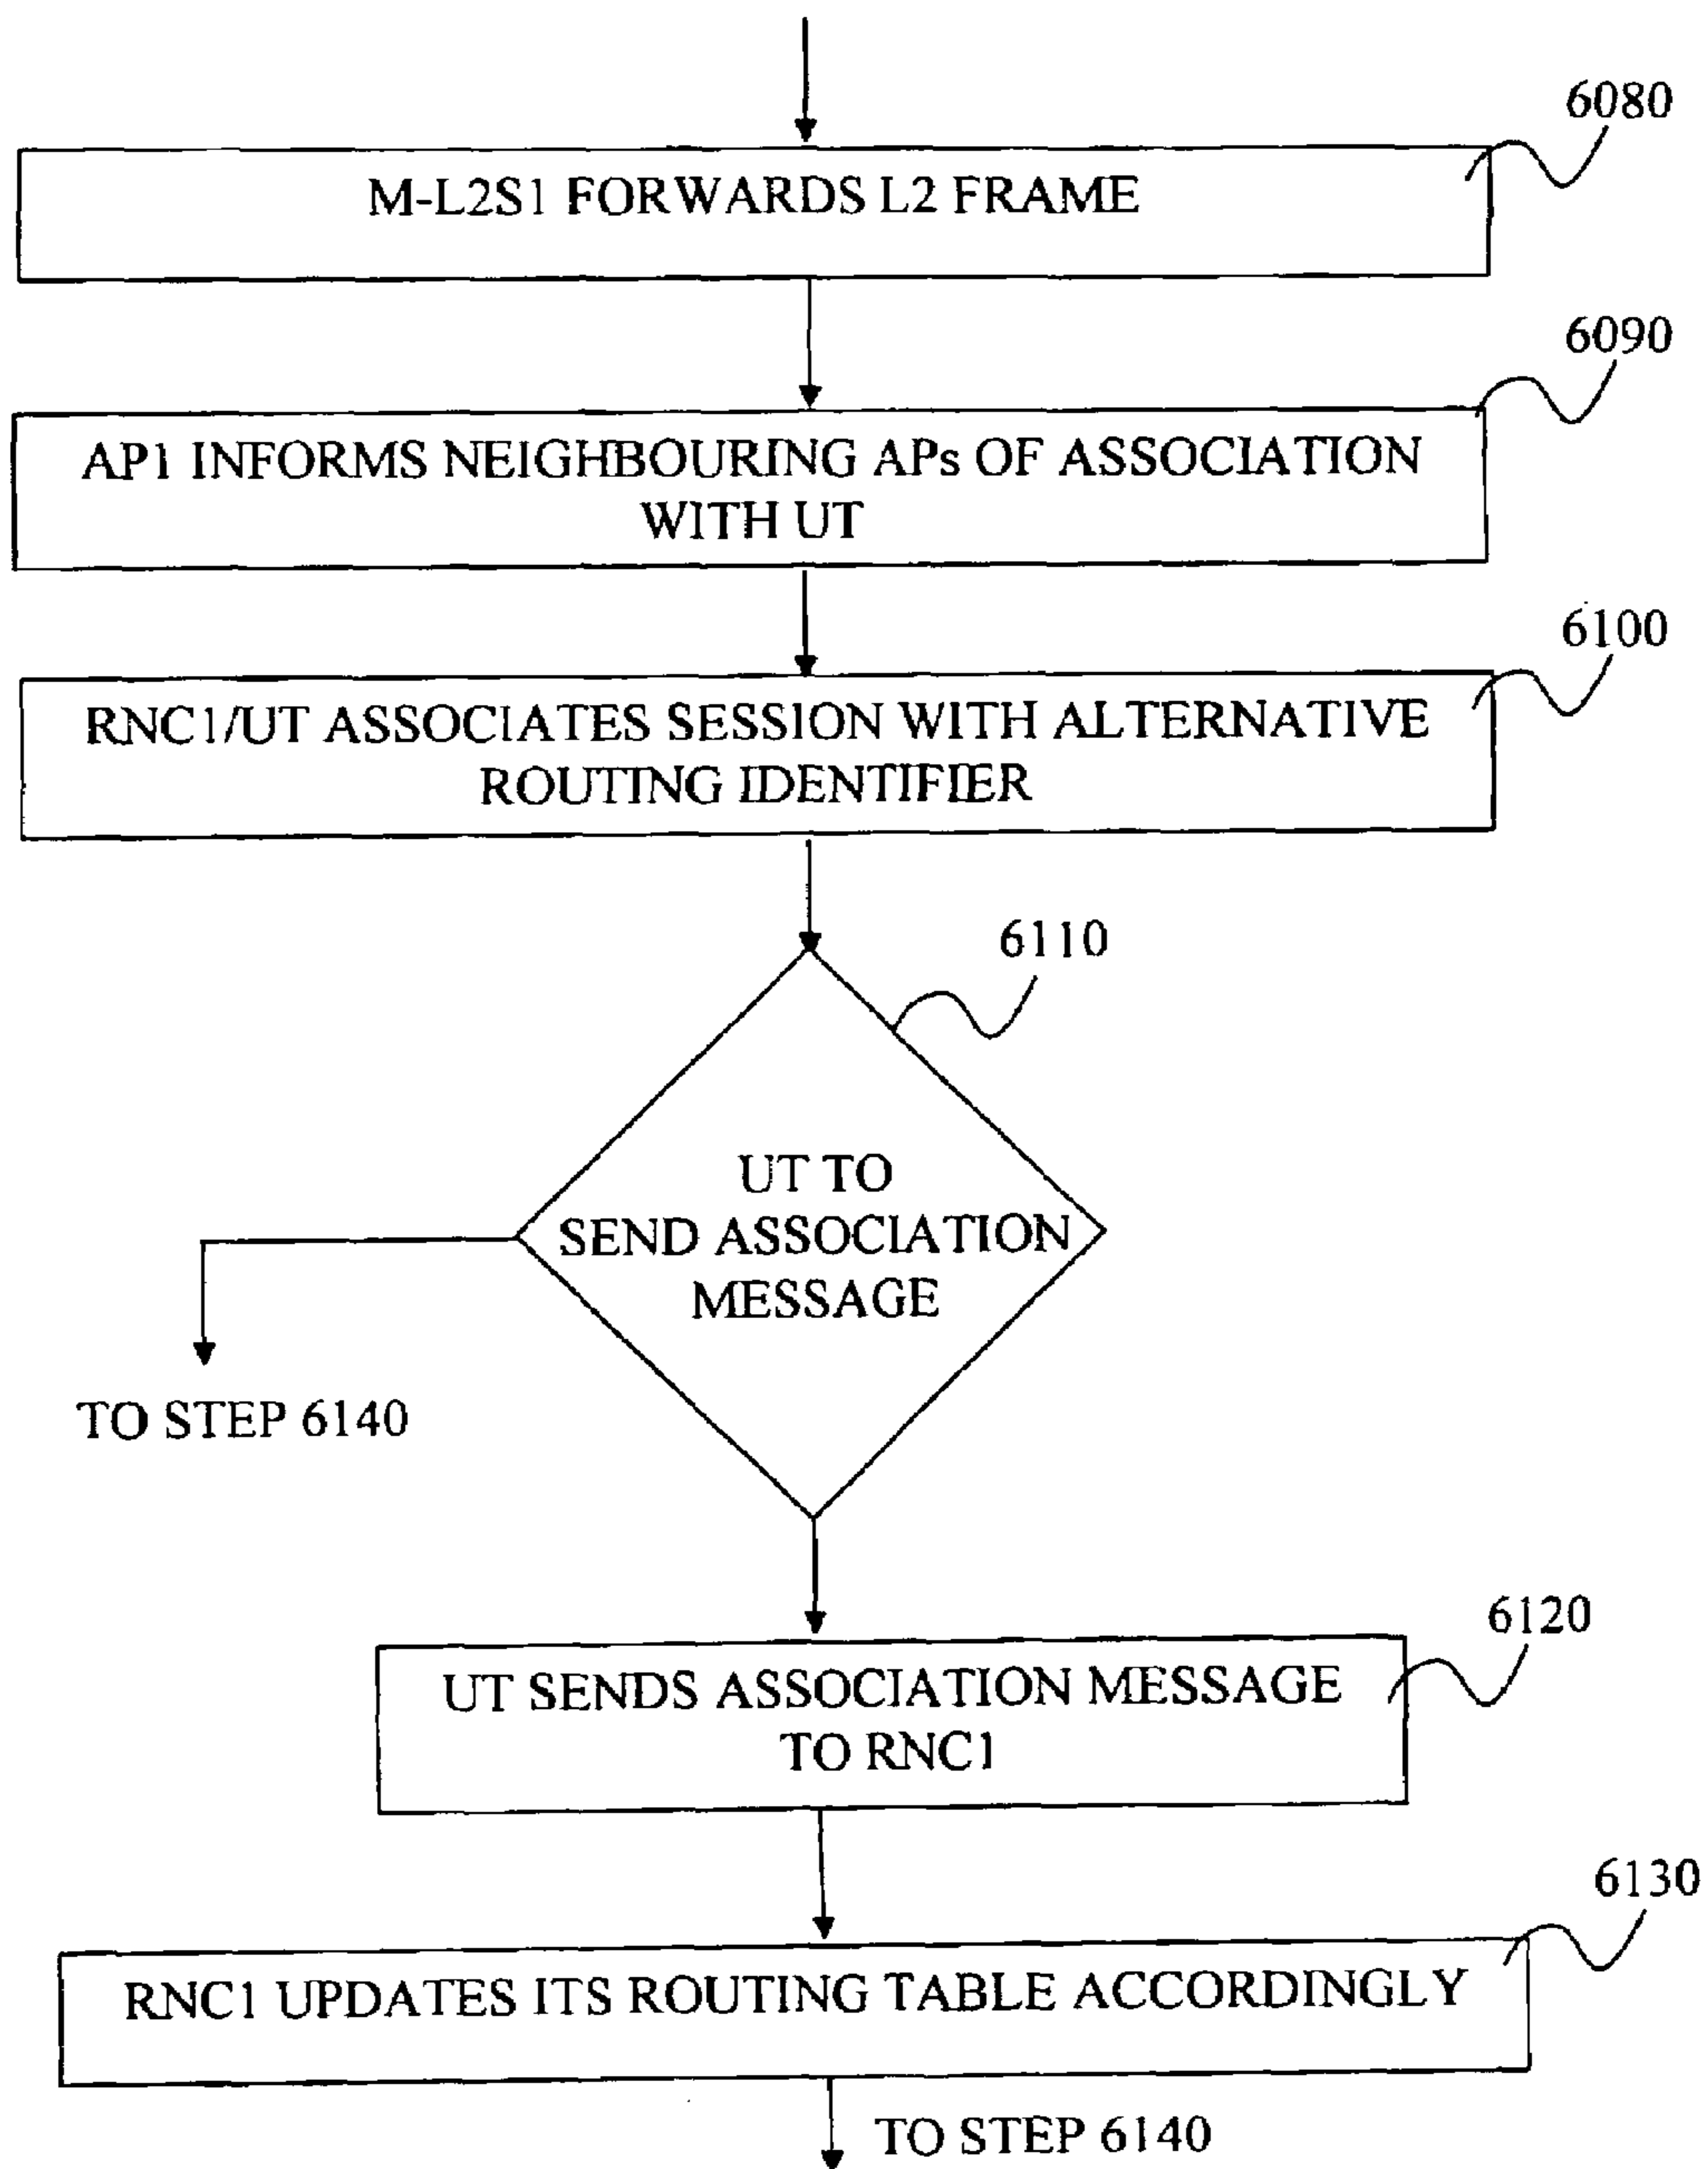 6080
M-L2S1 FORWARDS L2 FRAME
6090
AP1 INFORMS NEIGHBOURING APs OF ASSOCIATION
WITH UT
6100
RNC1/UT ASSOCIATES SESSION WITH ALTERNATIVE
ROUTING IDENTIFIER
6110
UT TO
SEND ASSOCIATION
MESSAGE
TO STEP 6140
6120
UT SENDS ASSOCIATION MESSAGE
TO RNC1
6130
RNC1 UPDATES ITS ROUTING TABLE ACCORDINGLY
TO STEP 6140